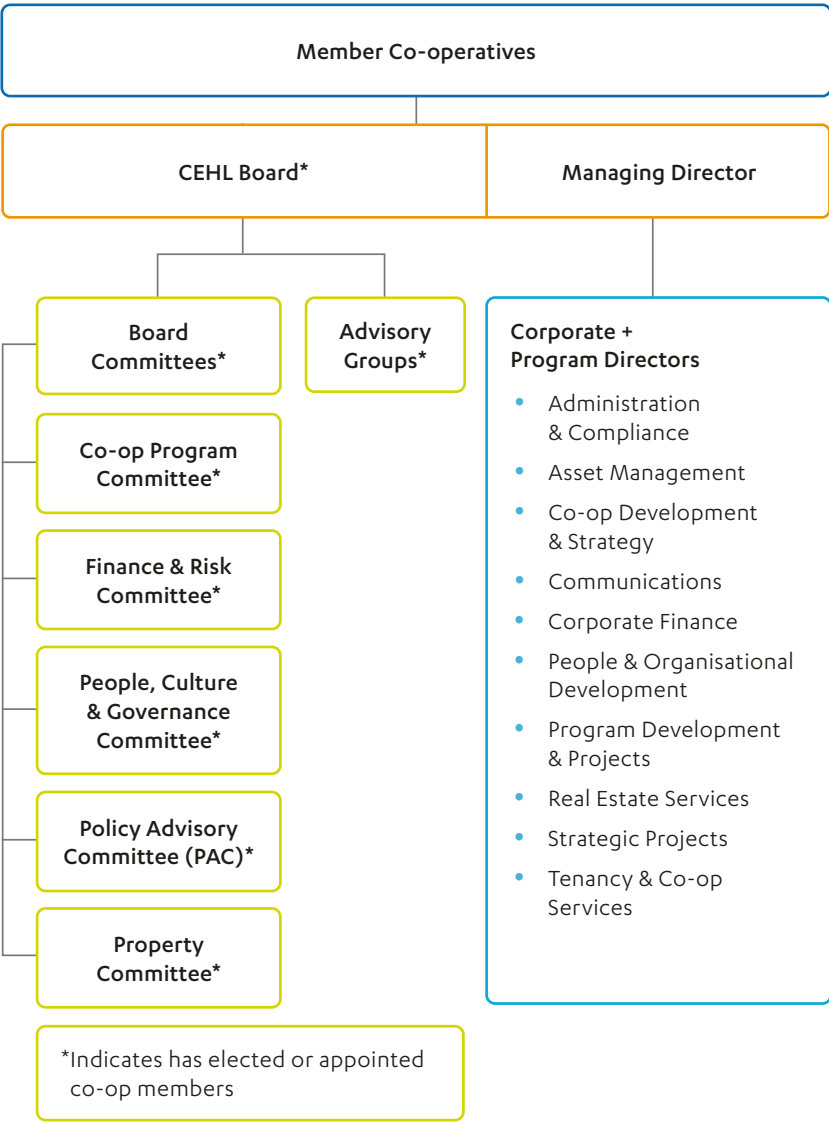 Member Co-operatives
CEHL Board*
Managing Director
Board
Committees*
Advisory
Groups*
Co-op Program
Committee*
Finance & Risk
Committee*
People, Culture
& Governance
Committee*
Policy Advisory
Committee (PAC)*
Property
Committee*
*Indicates has elected or appointed
co-op members
Corporate +
Program Directors
• Administration
& Compliance
• Asset Management
• Co-op Development
& Strategy
• Communications
• Corporate Finance
• People & Organisational
Development
• Program Development
& Projects
• Real Estate Services
• Strategic Projects
• Tenancy & Co-op
Services